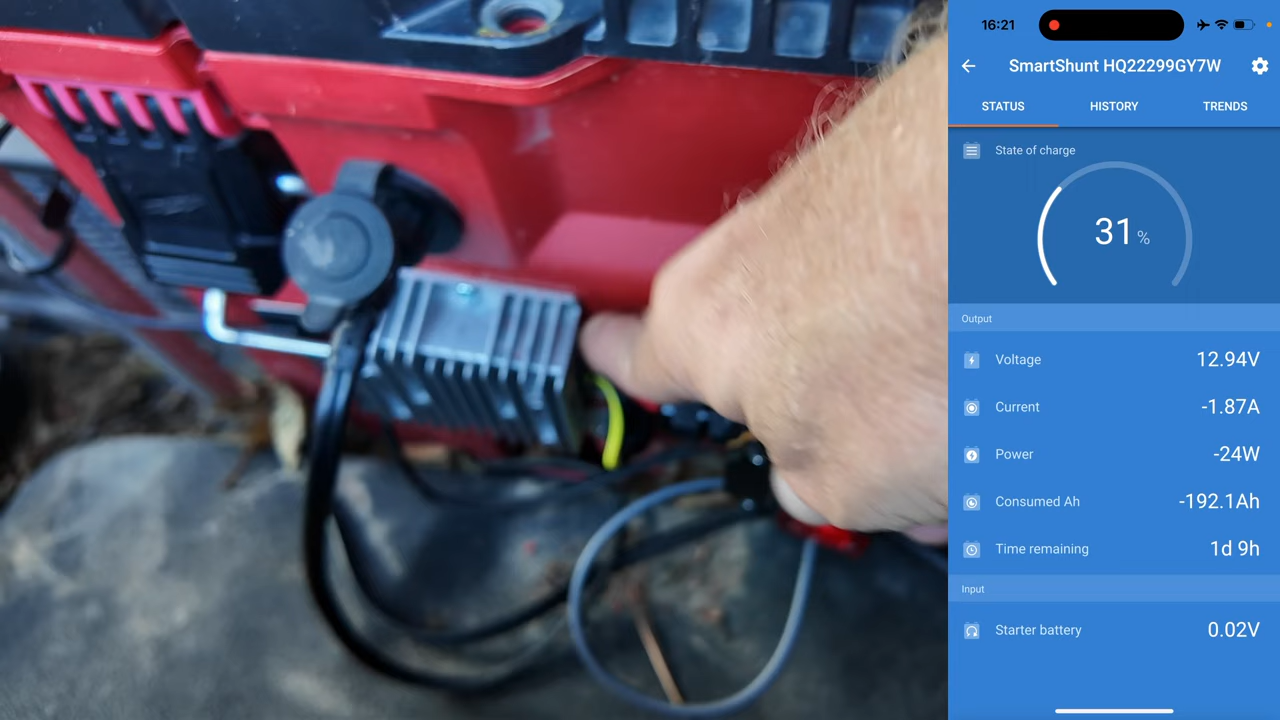 16:21
SmartShunt HQ22299GY7W
STATUS HISTORY TRENDS
State of charge
31 %
Output
Voltage 12.94V
Current -1.87A
Power -24W
Consumed Ah -192.1Ah
Time remaining 1d 9h
Input
Starter battery 0.02V